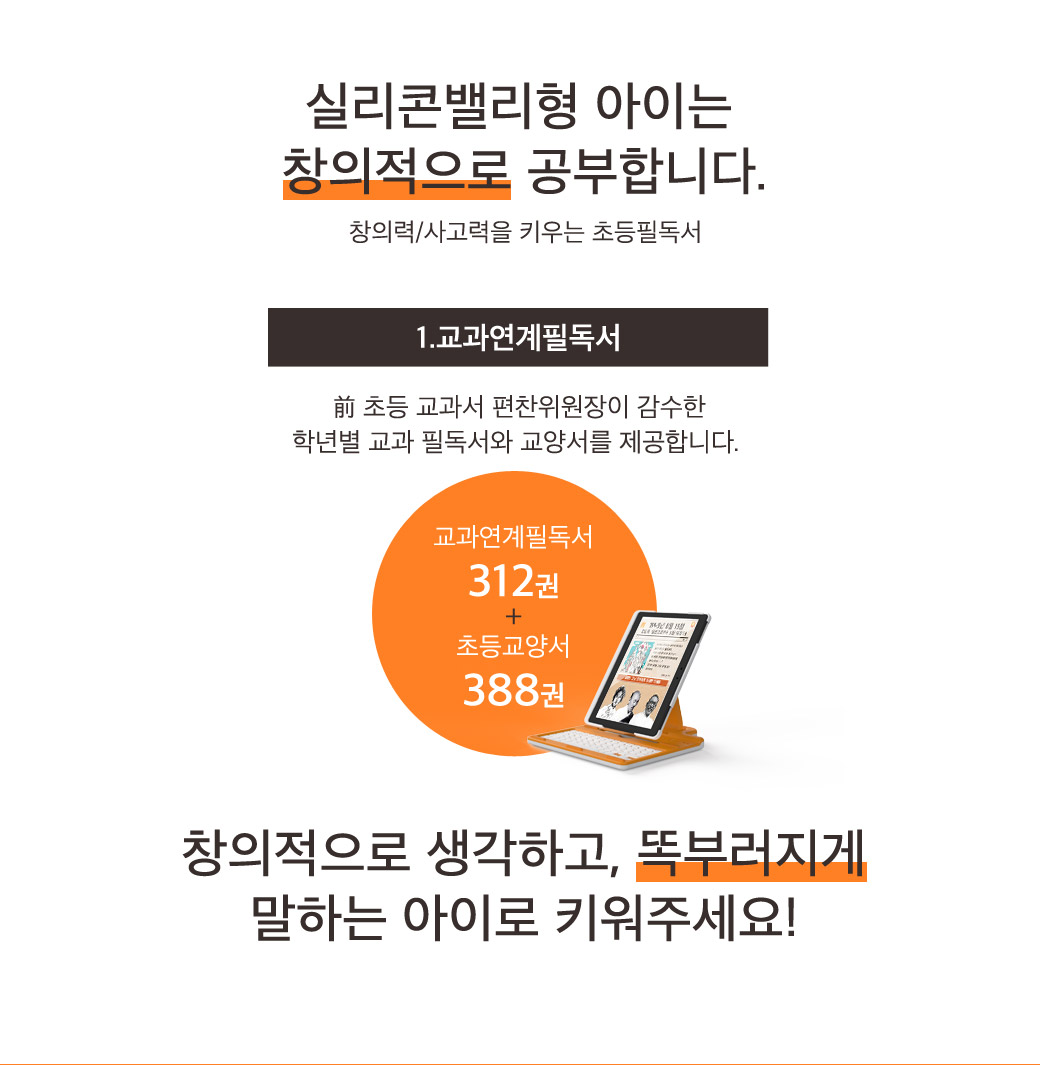 실리콘밸리형 아이는
창의적으로 공부합니다.
창의력/사고력을 키우는 초등필독서
1.교과연계필독서
前 초등 교과서 편찬위원장이 감수한
학년별 교과 필독서와 교양서를 제공합니다.
교과연계필독서
312권
+
초등교양서
388권
창의적으로 생각하고, 똑부러지게
말하는 아이로 키워주세요!